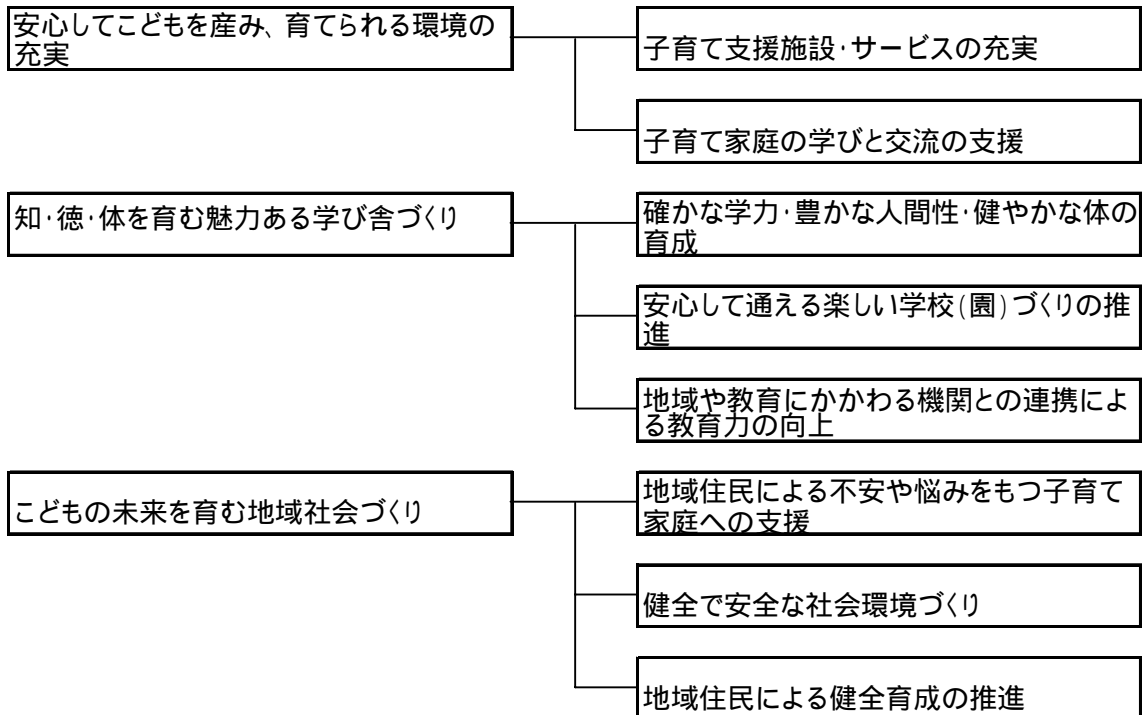 安心してこどもを産み、育てられる環境の
充実
子育て支援施設・サービスの充実
子育て家庭の学びと交流の支援
知・徳・体を育む魅力ある学び舎づくり
確かな学力・豊かな人間性・健やかな体の
育成
安心して通える楽しい学校(園)づくりの推
進
地域や教育にかかわる機関との連携によ
る教育力の向上
こどもの未来を育む地域社会づくり
地域住民による不安や悩みをもつ子育て
家庭への支援
健全で安全な社会環境づくり
地域住民による健全育成の推進